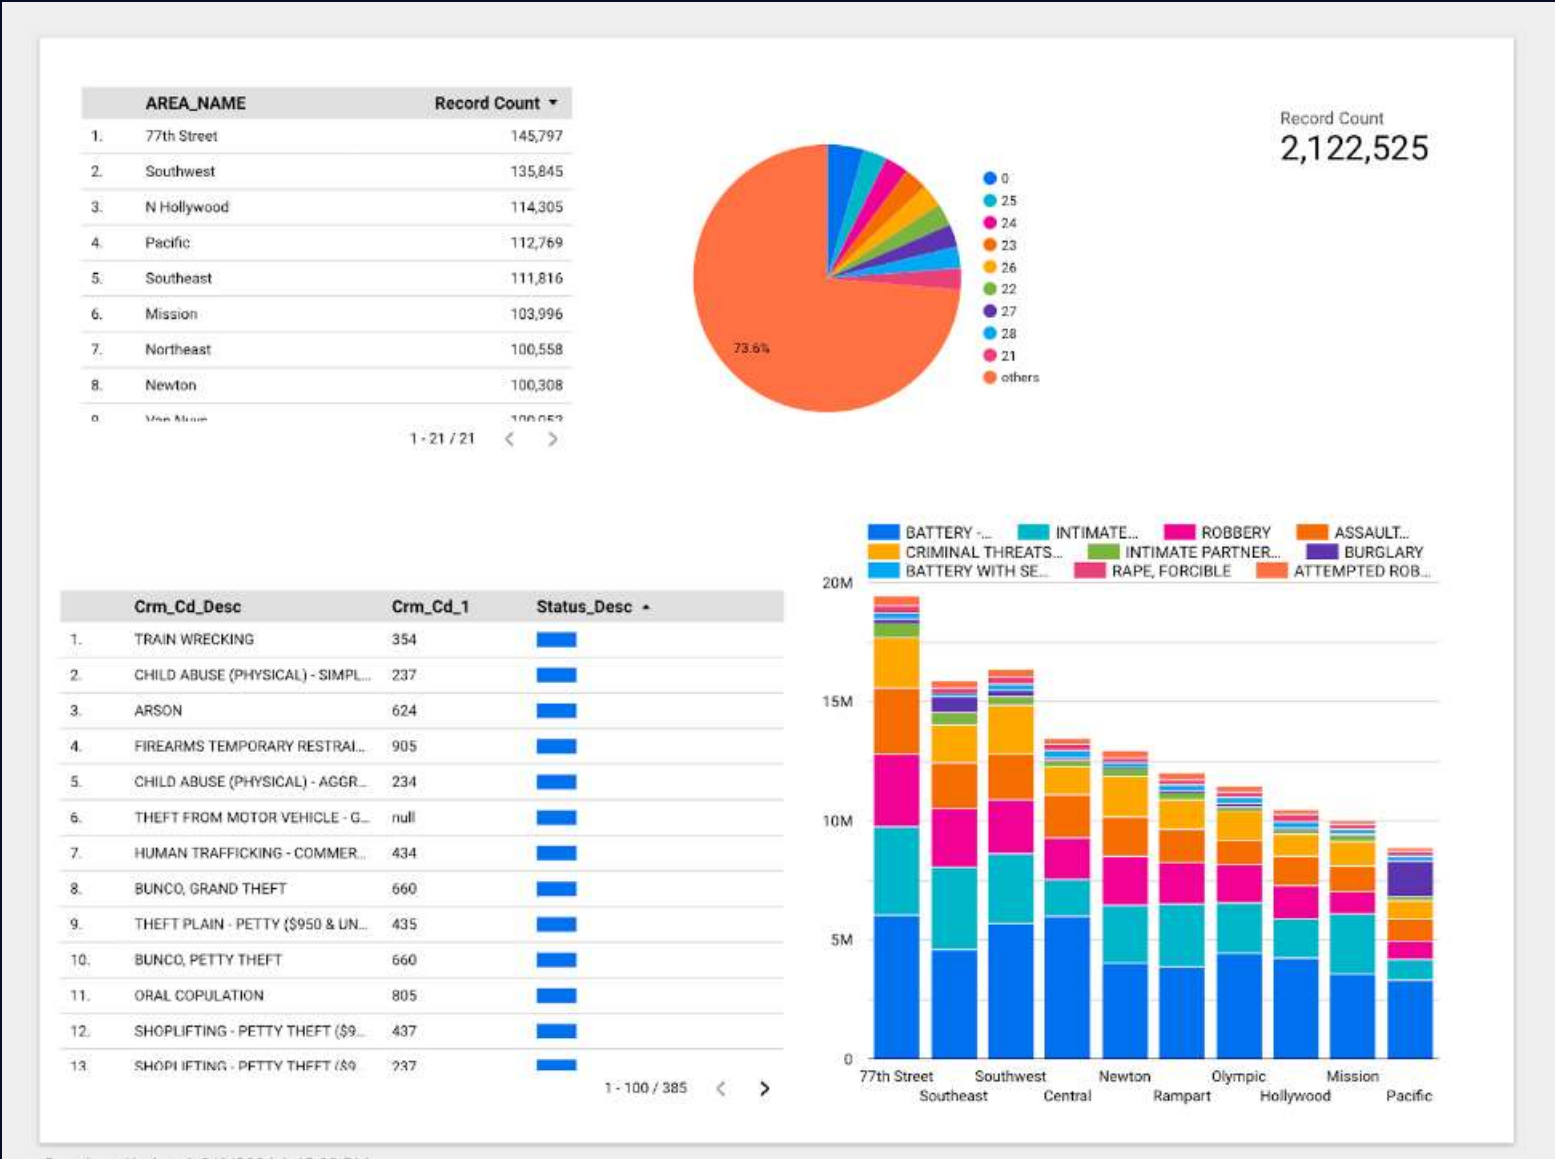 AREA_NAME Record Count
1. 77th Street 145,797
2. Southwest 135,845
3. N Hollywood 114,305
4. Pacific 112,769
5. Southeast 111,816
6. Mission 103,996
7. Northeast 100,558
8. Newton 100,308
1 - 21 / 21
73.6%
0
25
24
23
26
22
27
28
21
others
Record Count
2,122,525
Crm_Cd_Desc Crm_Cd_1 Status_Desc
1. TRAIN WRECKING 354
2. CHILD ABUSE (PHYSICAL) - SIMPL... 237
3. ARSON 624
4. FIREARMS TEMPORARY RESTRAI... 905
5. CHILD ABUSE (PHYSICAL) - AGGR... 234
6. THEFT FROM MOTOR VEHICLE - G... null
7. HUMAN TRAFFICKING - COMMER... 434
8. BUNCO, GRAND THEFT 660
9. THEFT PLAIN - PETTY ($950 & UN... 435
10. BUNCO, PETTY THEFT 660
11. ORAL COPULATION 805
12. SHOPLIFTING - PETTY THEFT ($9... 437
13. SHOPLIFTING - PETTY THEFT ($9... 237
1 - 100 / 385
BATTERY -... INTIMATE... ROBBERY ASSAULT...
CRIMINAL THREATS... INTIMATE PARTNER... BURGLARY
BATTERY WITH SE... RAPE, FORCIBLE ATTEMPTED ROB...
20M
15M
10M
5M
0
77th Street Southwest Newton Olympic Mission
Southeast Central Rampart Hollywood Pacific